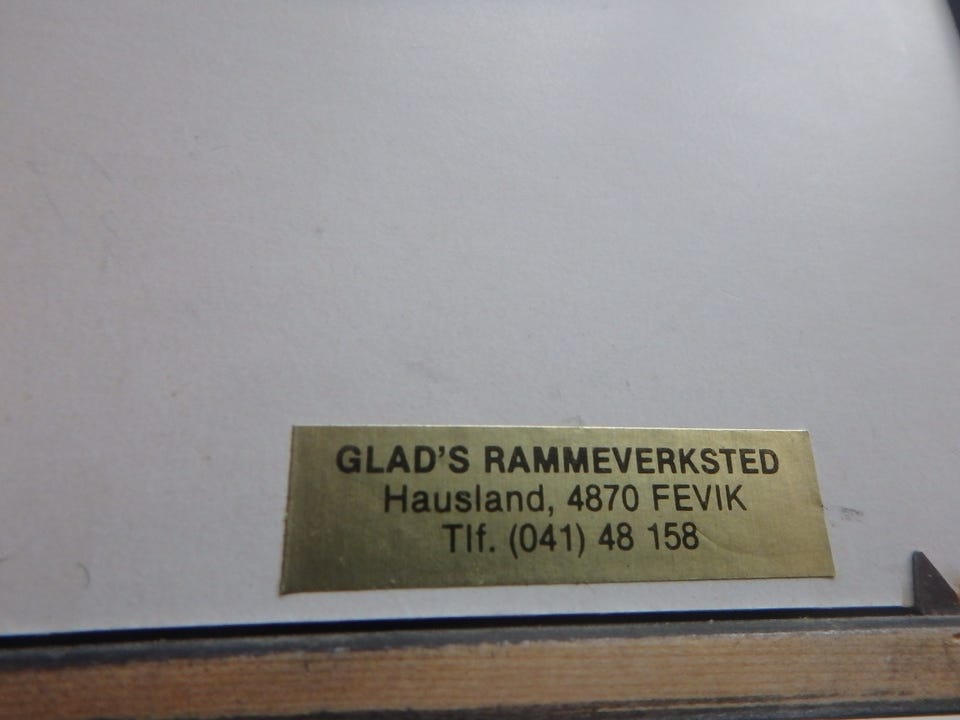 GLAD'S RAMMEVERKSTED
Hausland, 4870 FEVIK
Tlf. (041) 48 158